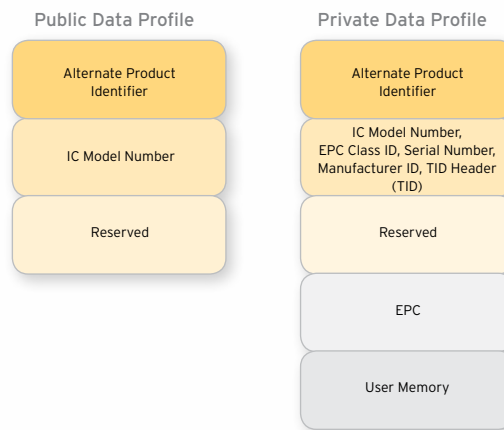 Public Data Profile
Alternate Product
Identifier
IC Model Number
Reserved
Private Data Profile
Alternate Product
Identifier
IC Model Number,
EPC Class ID, Serial Number,
Manufacturer ID, TID Header
(TID)
Reserved
EPC
User Memory